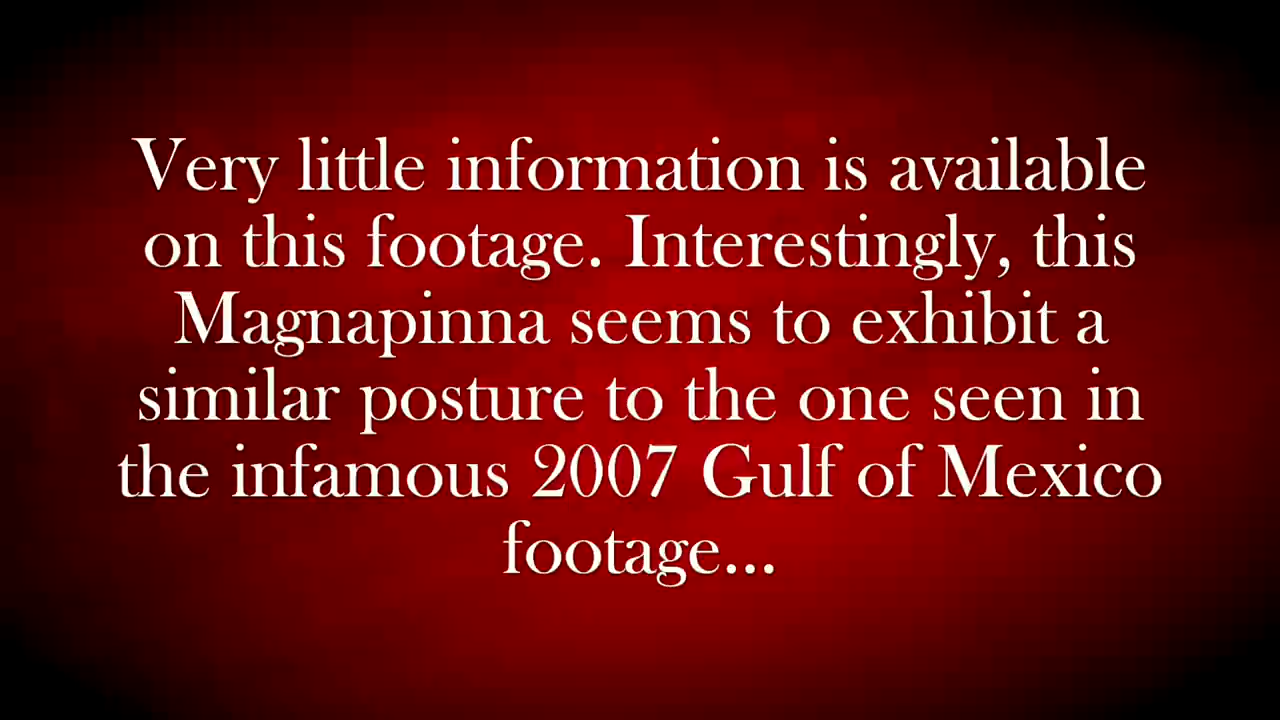 Very little information is available
on this footage. Interestingly, this
Magnapinna seems to exhibit a
similar posture to the one seen in
the infamous 2007 Gulf of Mexico
footage...